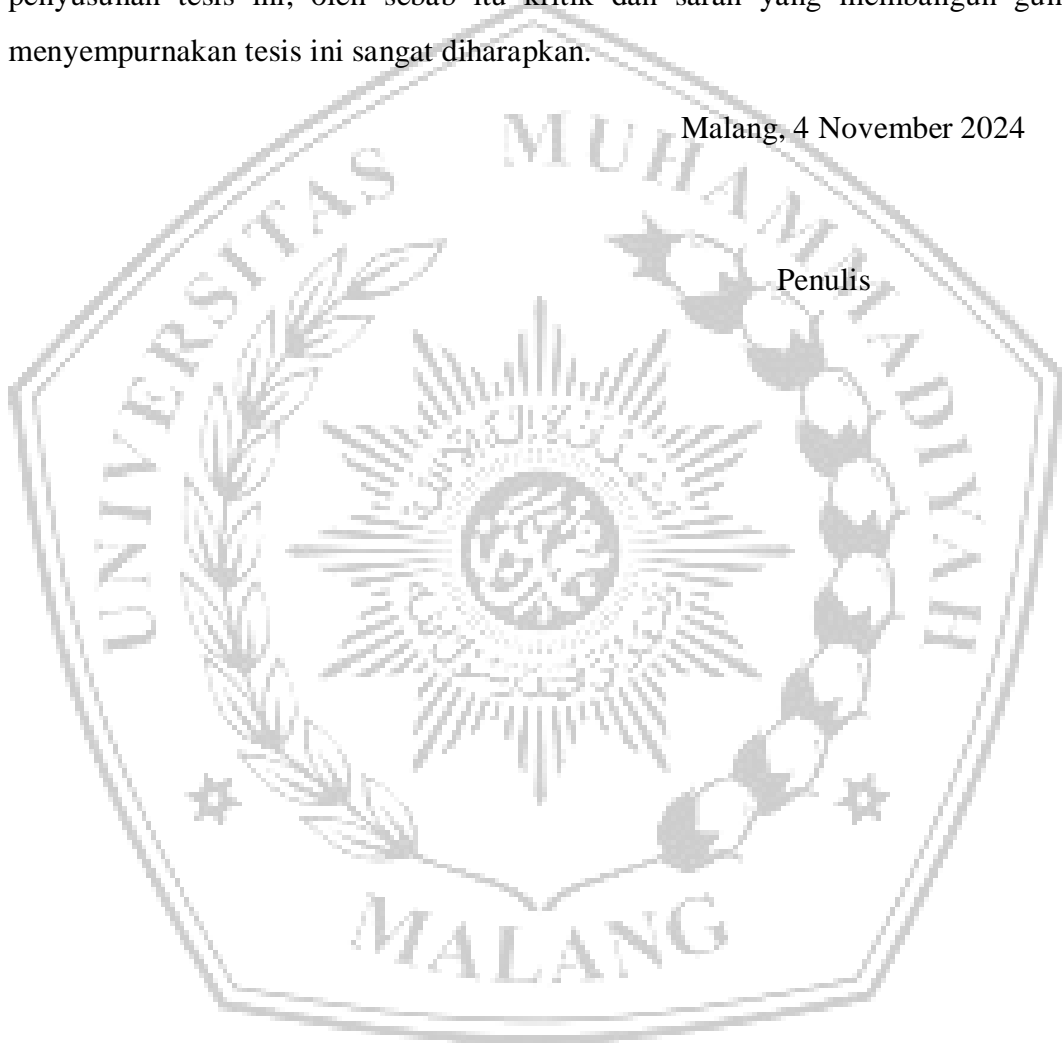 penyusunan tesis ini, oleh sebab itu kritik dan saran yang membangun
menyempurnakan tesis ini sangat diharapkan.
Malang, 4 November 2024
Penulis
UNIVERSITAS MUHAMMADIYAH
MALANG